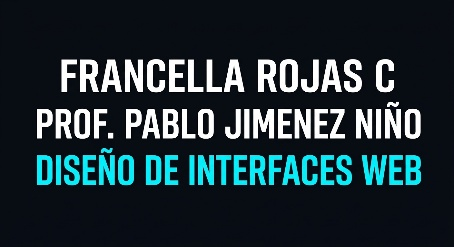 FRANCELLA ROJAS C
PROF. PABLO JIMENEZ NIÑO
DISEÑO DE INTERFACES WEB